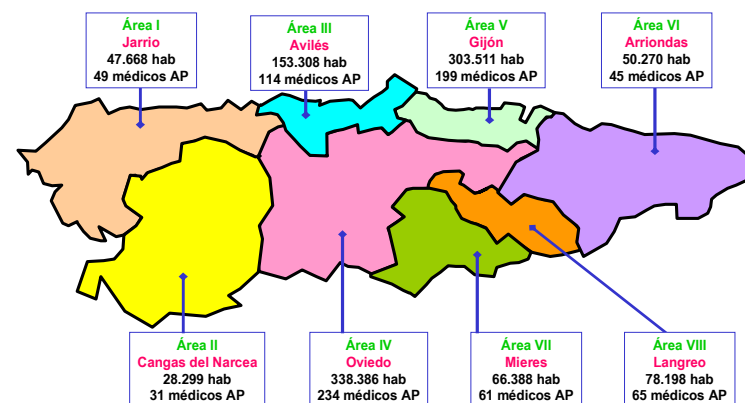 Área I
Jarrio
47.668 hab
49 médicos AP
Área III
Avilés
153.308 hab
114 médicos AP
Área V
Gijón
303.511 hab
199 médicos AP
Área VI
Arriondas
50.270 hab
45 médicos AP
Área II
Cangas del Narcea
28.299 hab
31 médicos AP
Área IV
Oviedo
338.386 hab
234 médicos AP
Área VII
Mieres
66.388 hab
61 médicos AP
Área VIII
Langreo
78.198 hab
65 médicos AP